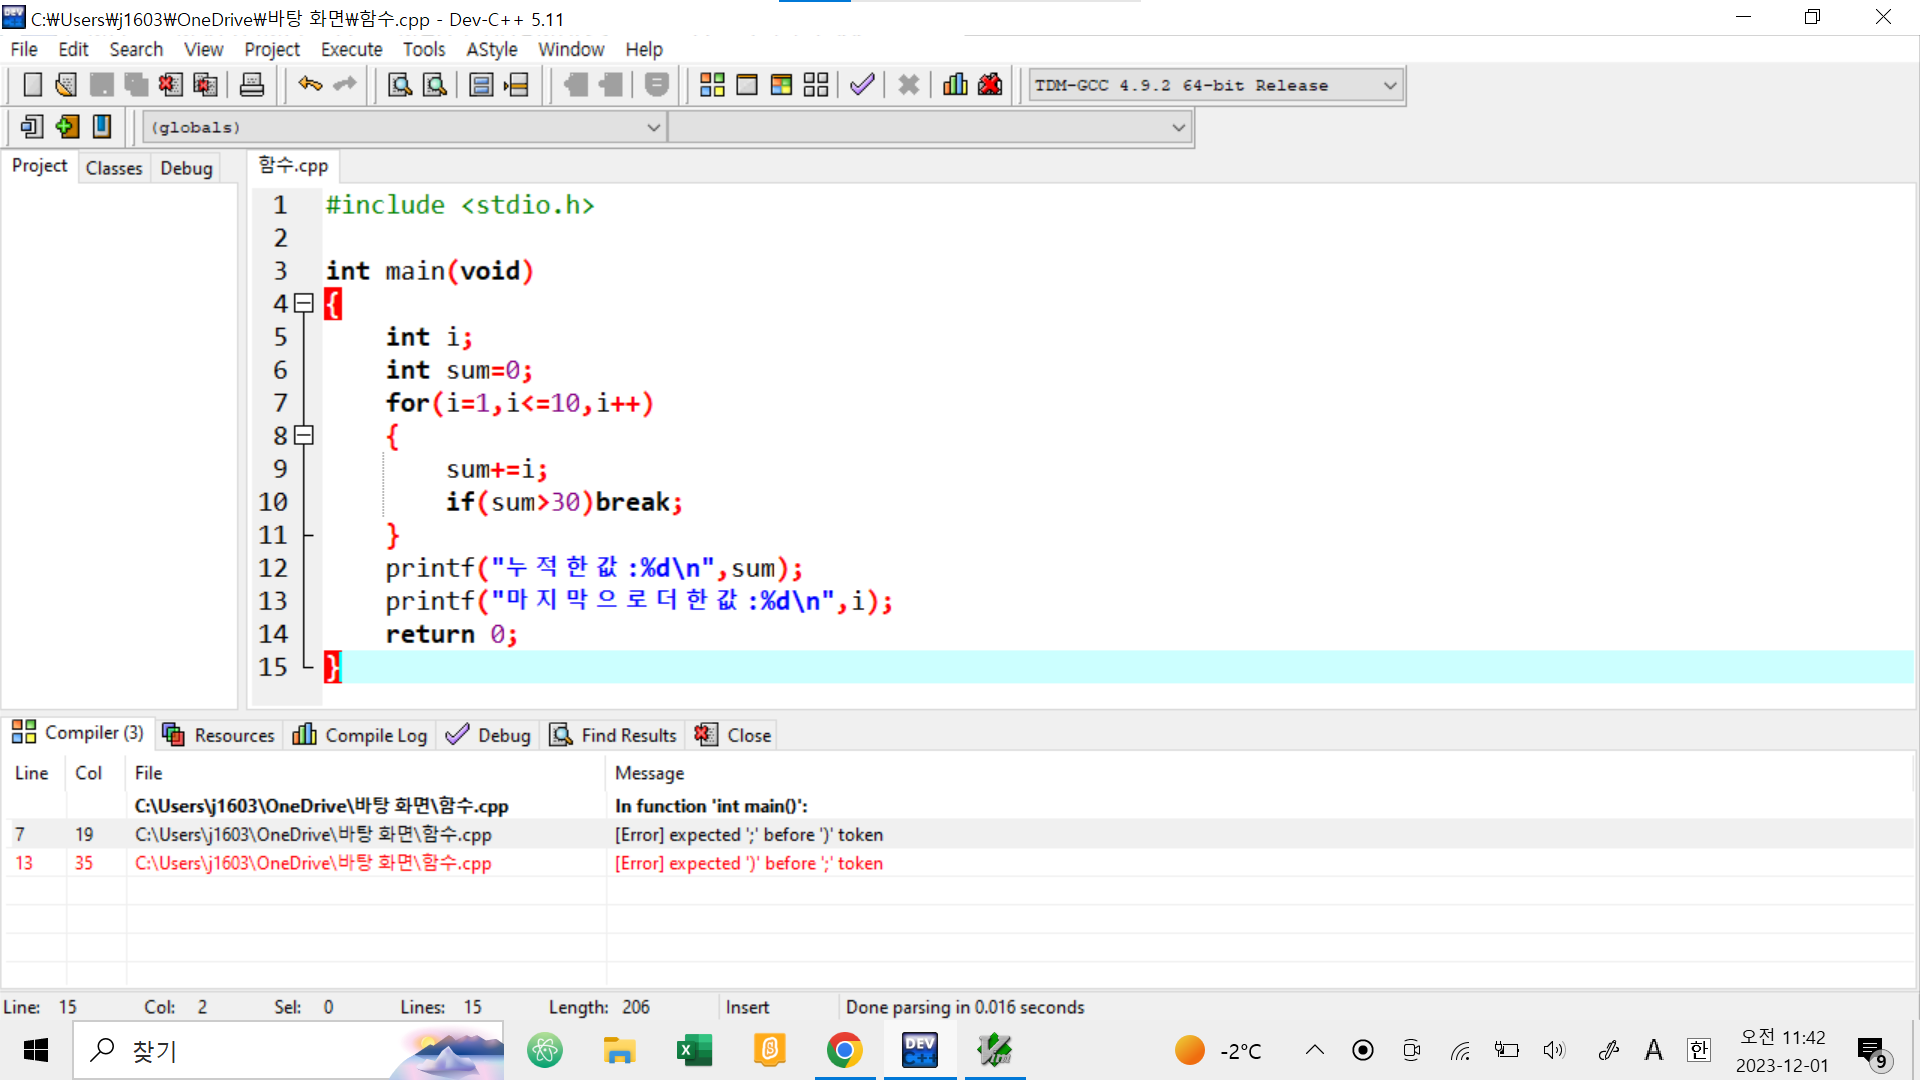 C:₩Users₩j1603₩OneDrive₩바탕 화면₩함수.cpp - Dev-C++ 5.11
File Edit Search View Project Execute Tools AStyle Window Help
TDM-GCC 4.9.2 64-bit Release
(globals)
Project Classes Debug
함수.cpp
1 #include <stdio.h>
2
3 int main(void)
4 {
5 int i;
6 int sum=0;
7 for(i=1,i<=10,i++)
8 {
9 sum+=i;
10 if(sum>30)break;
11 }
12 printf("누적한값:%d\n",sum);
13 printf("마지막으로더한값:%d\n",i);
14 return 0;
15 }
Compiler (3) Resources Compile Log Debug Find Results Close
Line Col File Message
C:\Users\j1603\OneDrive\바탕 화면\함수.cpp In function 'int main()':
7 19 C:\Users\j1603\OneDrive\바탕 화면\함수.cpp [Error] expected ';' before ')' token
13 35 C:\Users\j1603\OneDrive\바탕 화면\함수.cpp [Error] expected ')' before ';' token
Line: 15 Col: 2 Sel: 0 Lines: 15 Length: 206 Insert Done parsing in 0.016 seconds
찾기
DEV C++
-2°C
A 한
오전 11:42
2023-12-01
9